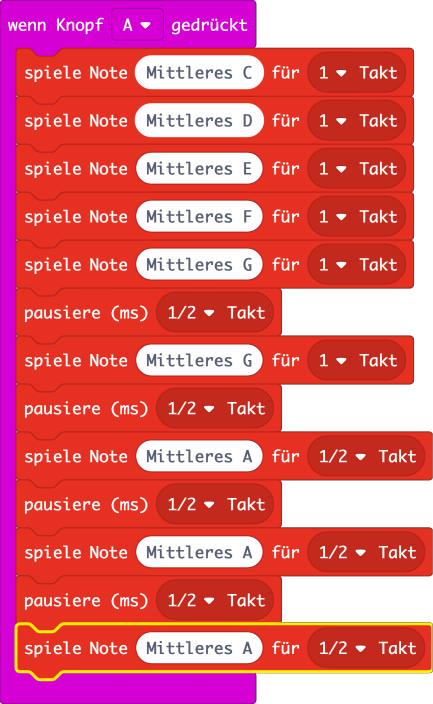 wenn Knopf A gedrückt
spiele Note Mittleres C für 1 Takt
spiele Note Mittleres D für 1 Takt
spiele Note Mittleres E für 1 Takt
spiele Note Mittleres F für 1 Takt
spiele Note Mittleres G für 1 Takt
pausiere (ms) 1/2 Takt
spiele Note Mittleres G für 1 Takt
pausiere (ms) 1/2 Takt
spiele Note Mittleres A für 1/2 Takt
pausiere (ms) 1/2 Takt
spiele Note Mittleres A für 1/2 Takt
pausiere (ms) 1/2 Takt
spiele Note Mittleres A für 1/2 Takt